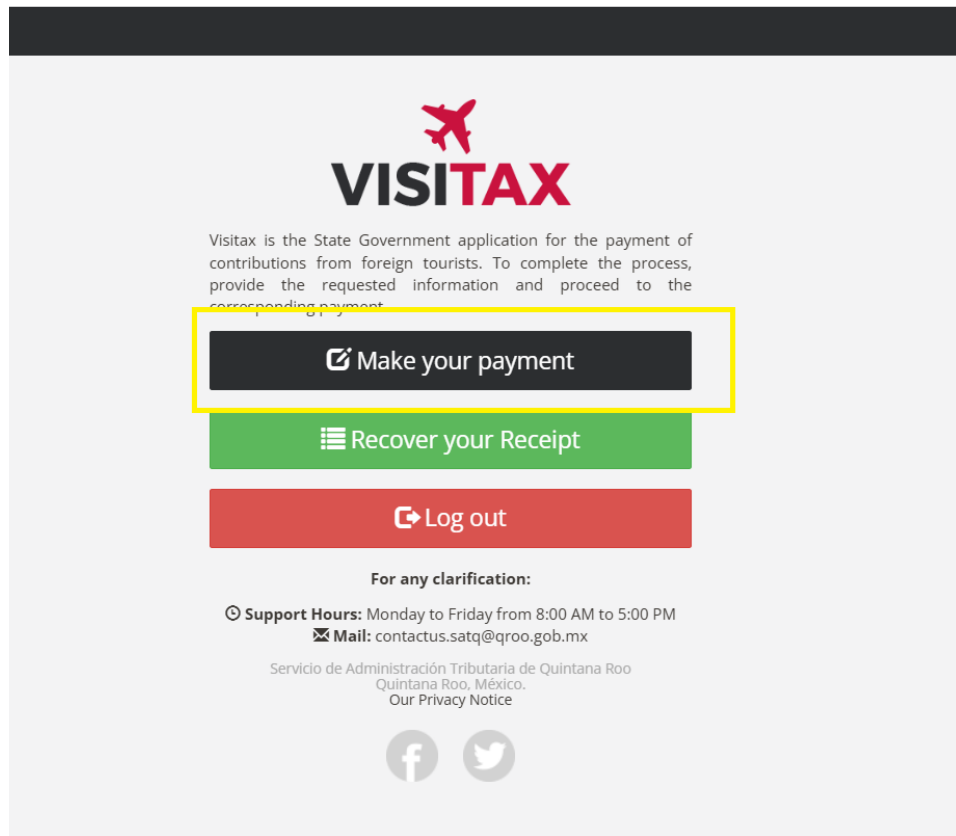 VISITAX
Visitax is the State Government application for the payment of
contributions from foreign tourists. To complete the process,
provide the requested information and proceed to the
corresponding payment
Make your payment
Recover your Receipt
Log out
For any clarification:
Support Hours: Monday to Friday from 8:00 AM to 5:00 PM
Mail: contactus.satq@qroo.gob.mx
Servicio de Administración Tributaria de Quintana Roo
Quintana Roo, México.
Our Privacy Notice